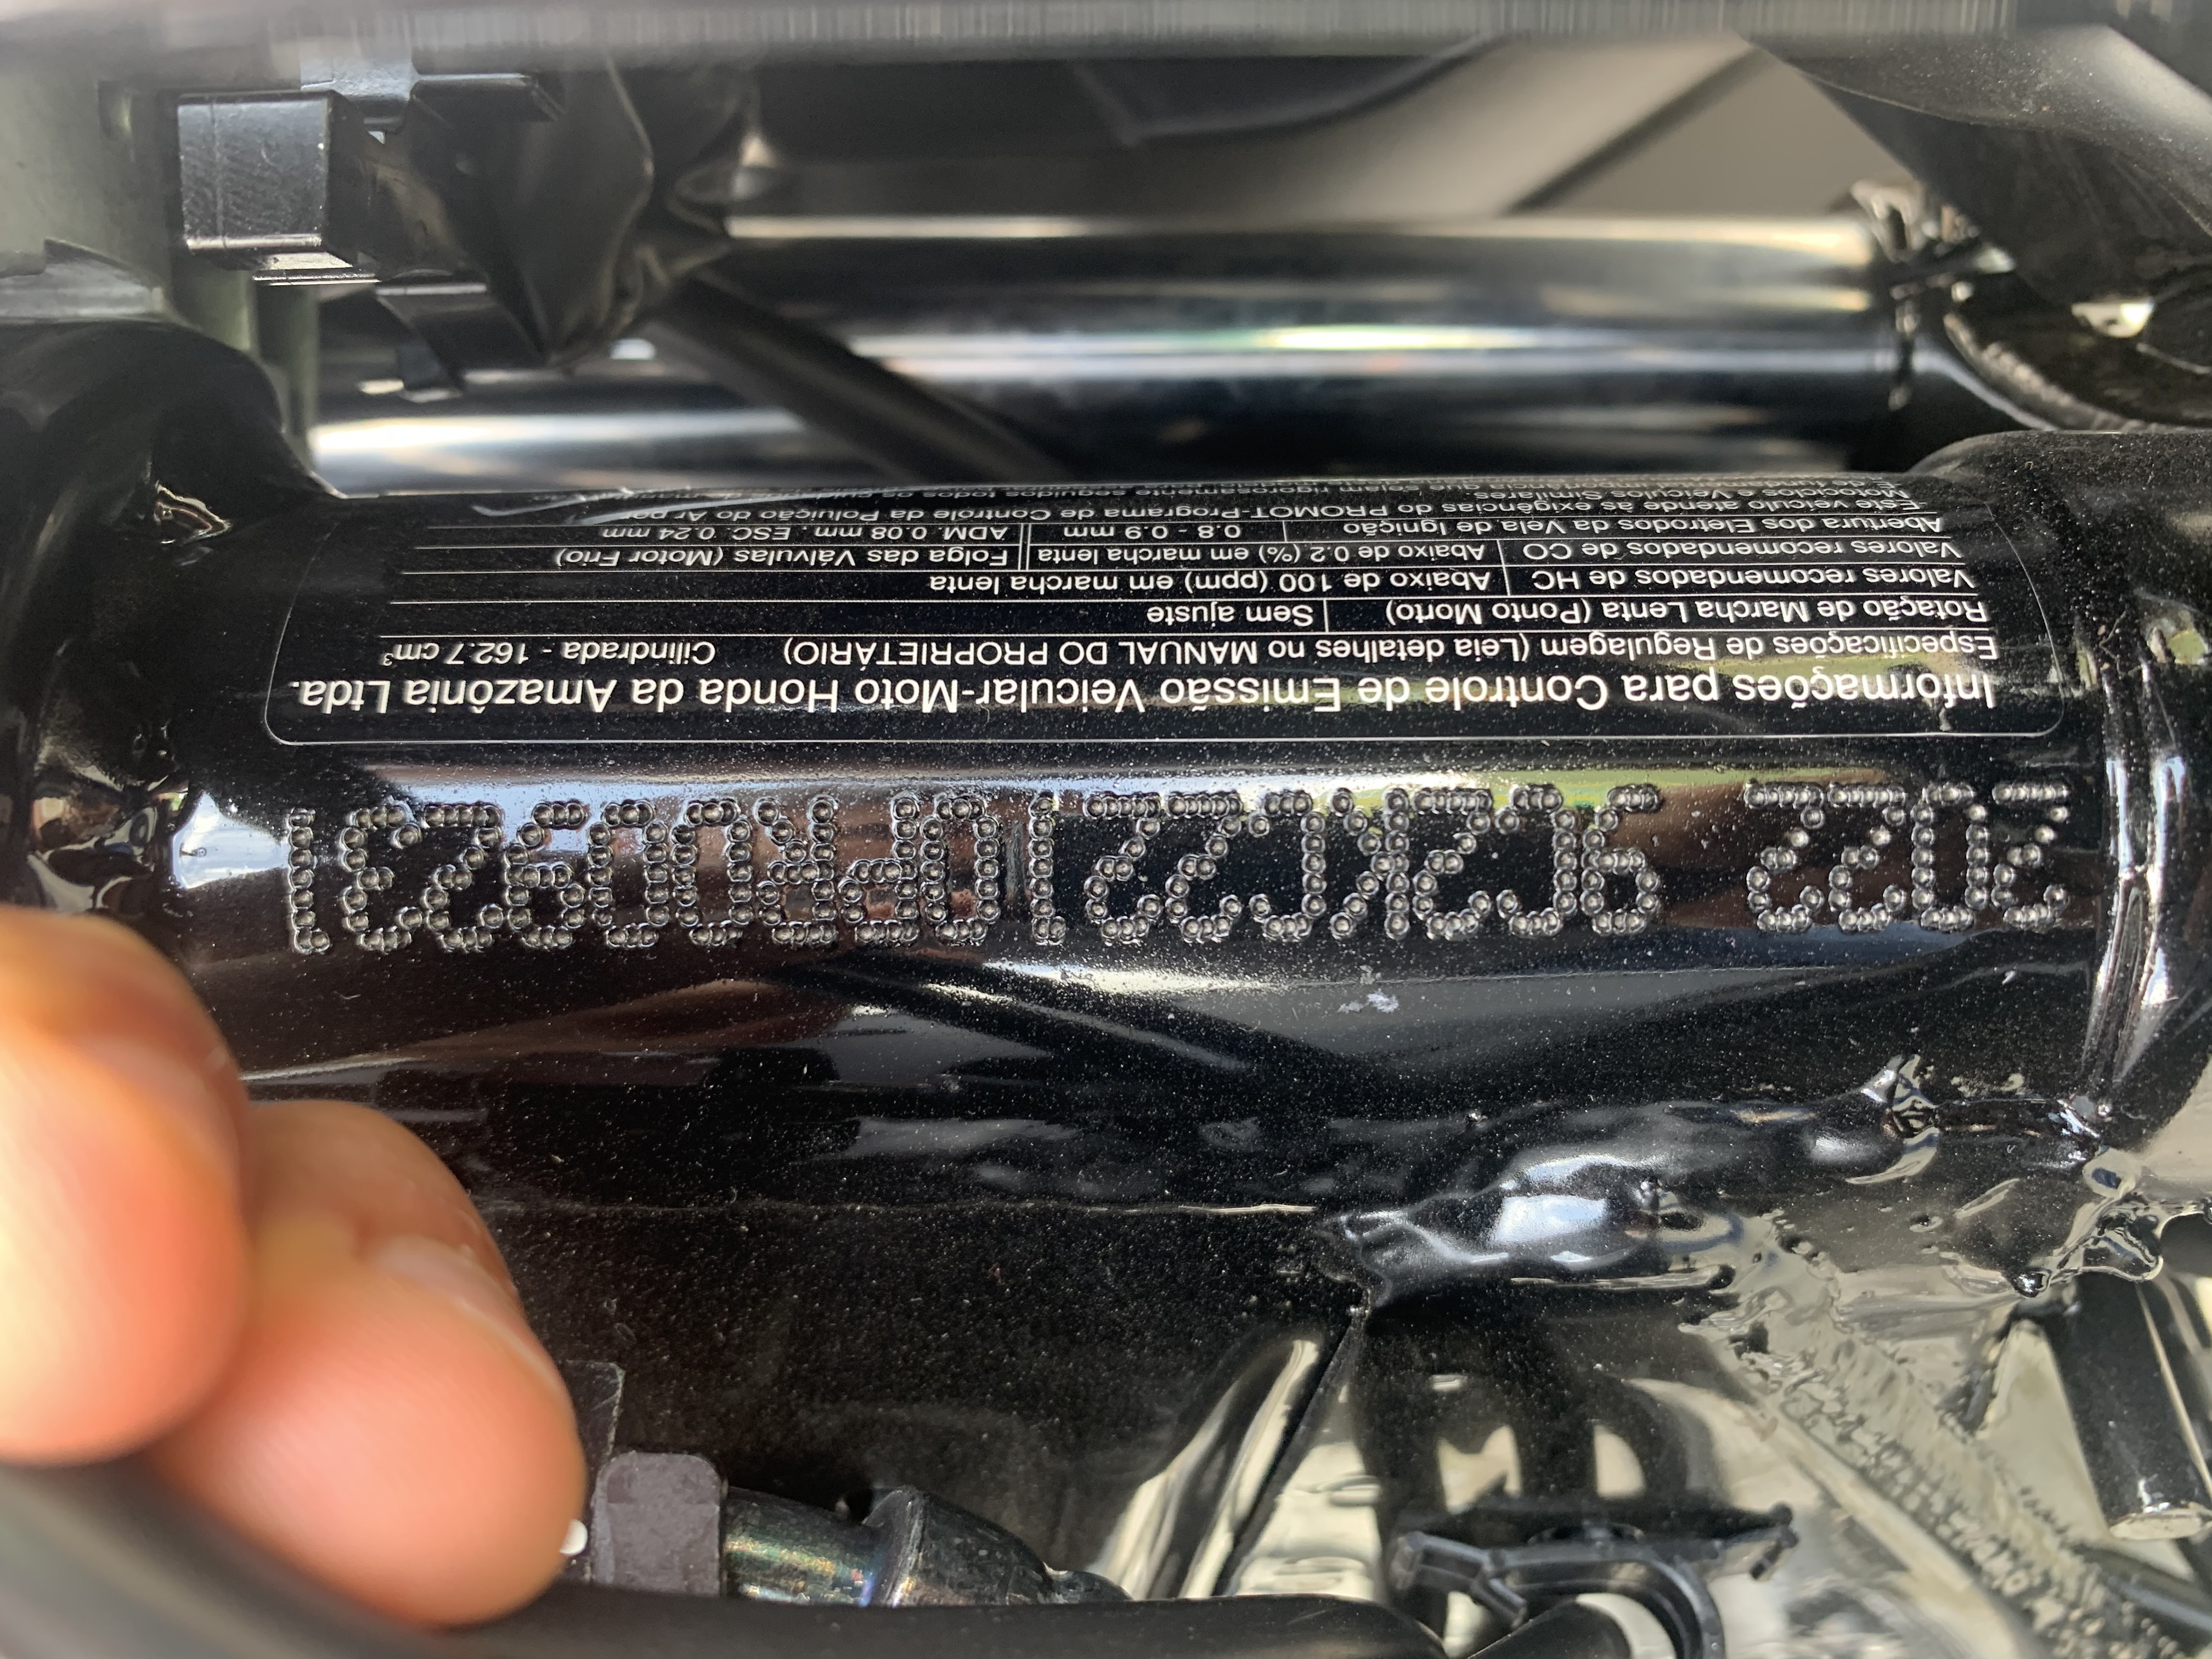 2022 9C2KC2210PR009231
Informações para Controle de Emissão Veicular-Moto Honda da Amazônia Ltda.
Especificações de Regulagem (Leia detalhes no MANUAL DO PROPRIETÁRIO) Cilindrada - 162.7 cm³
Rotação de Marcha Lenta (Ponto Morto) Sem ajuste
Valores recomendados de HC Abaixo de 100 (ppm) em marcha lenta
Valores recomendados de CO Abaixo de 0.2 (%) em marcha lenta Folga das Válvulas (Motor Frio)
Abertura dos Eletrodos da Vela de Ignição 0.8 - 0.9 mm ADM. 0.08 mm, ESC. 0.24 mm
Este veículo atende às exigências do PROMOT-Programa de Controle da Poluição do Ar por
Motociclos e Veículos Similares.